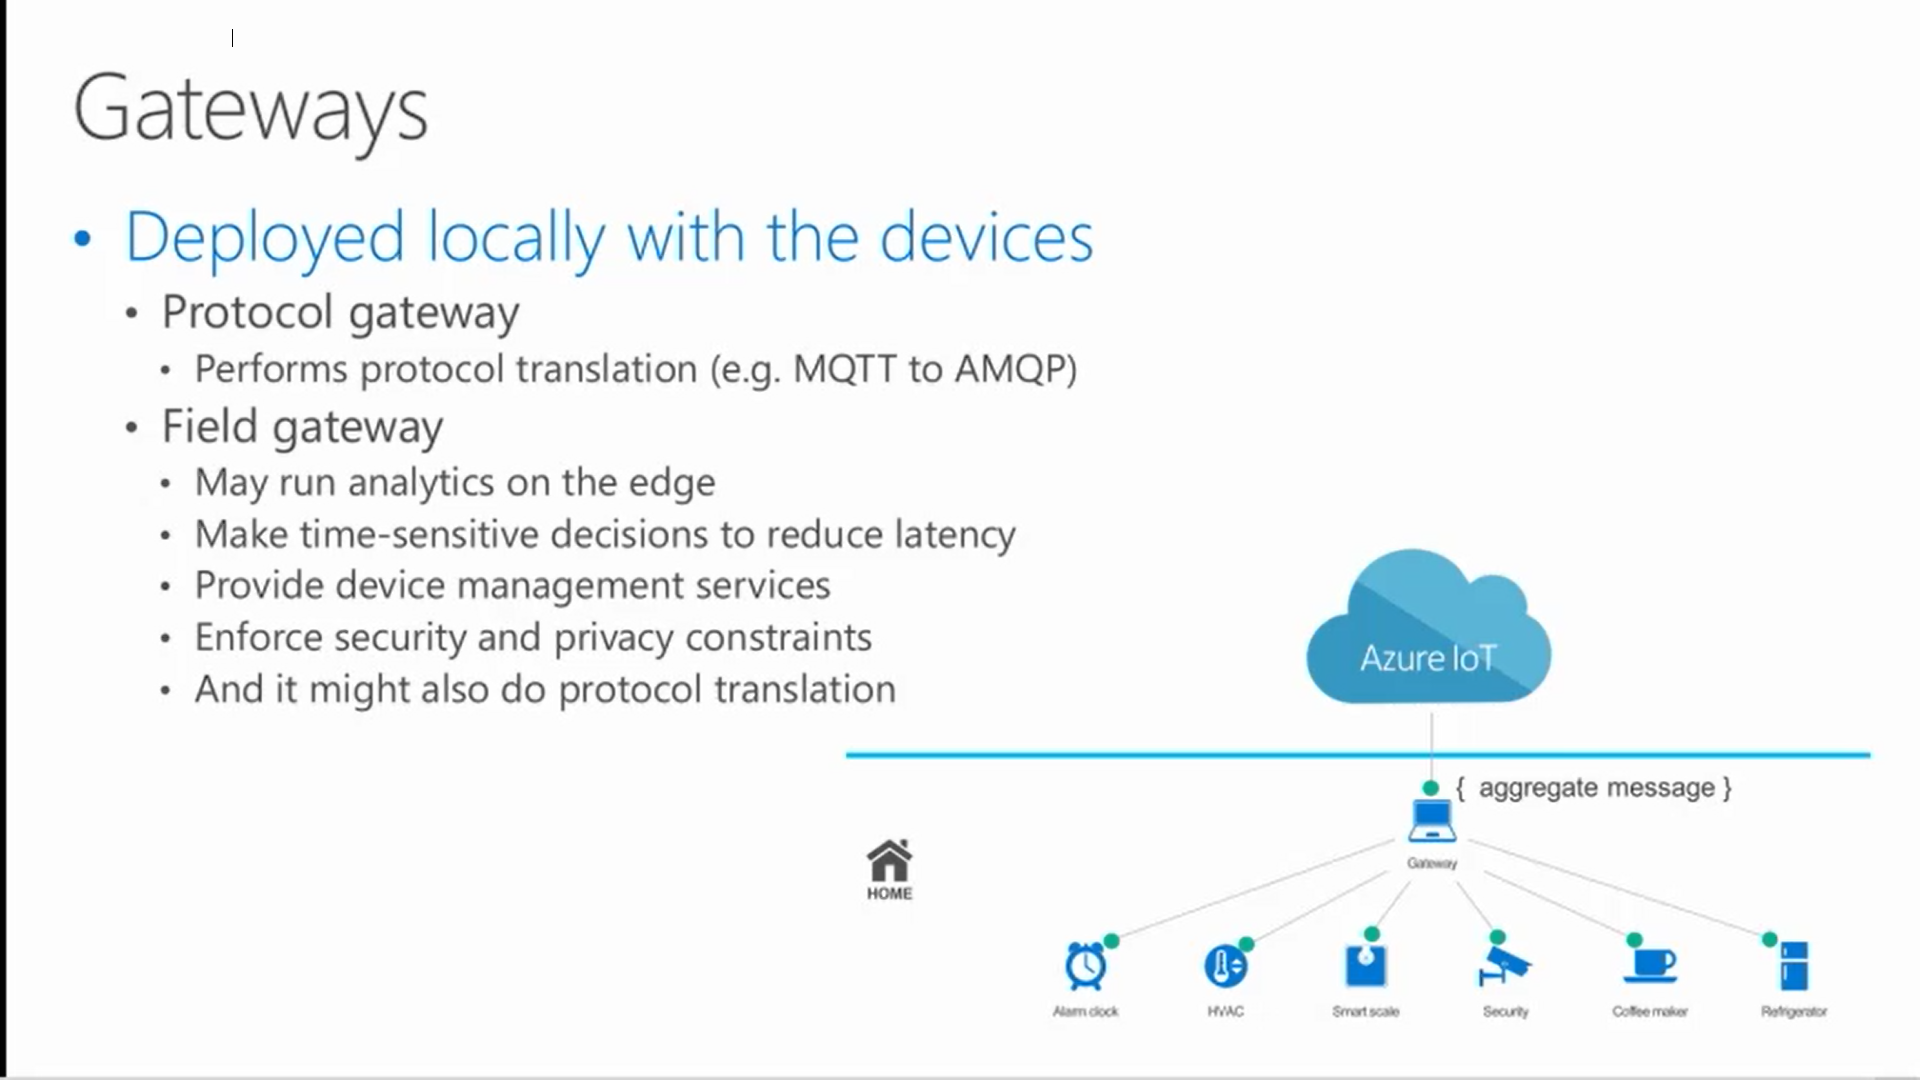 Gateways
• Deployed locally with the devices
• Protocol gateway
• Performs protocol translation (e.g. MQTT to AMQP)
• Field gateway
• May run analytics on the edge
• Make time-sensitive decisions to reduce latency
• Provide device management services
• Enforce security and privacy constraints
• And it might also do protocol translation
Azure IoT
{ aggregate message }
Gateway
HOME
Alarm clock
HVAC
Smart scale
Security
Coffee maker
Refrigerator